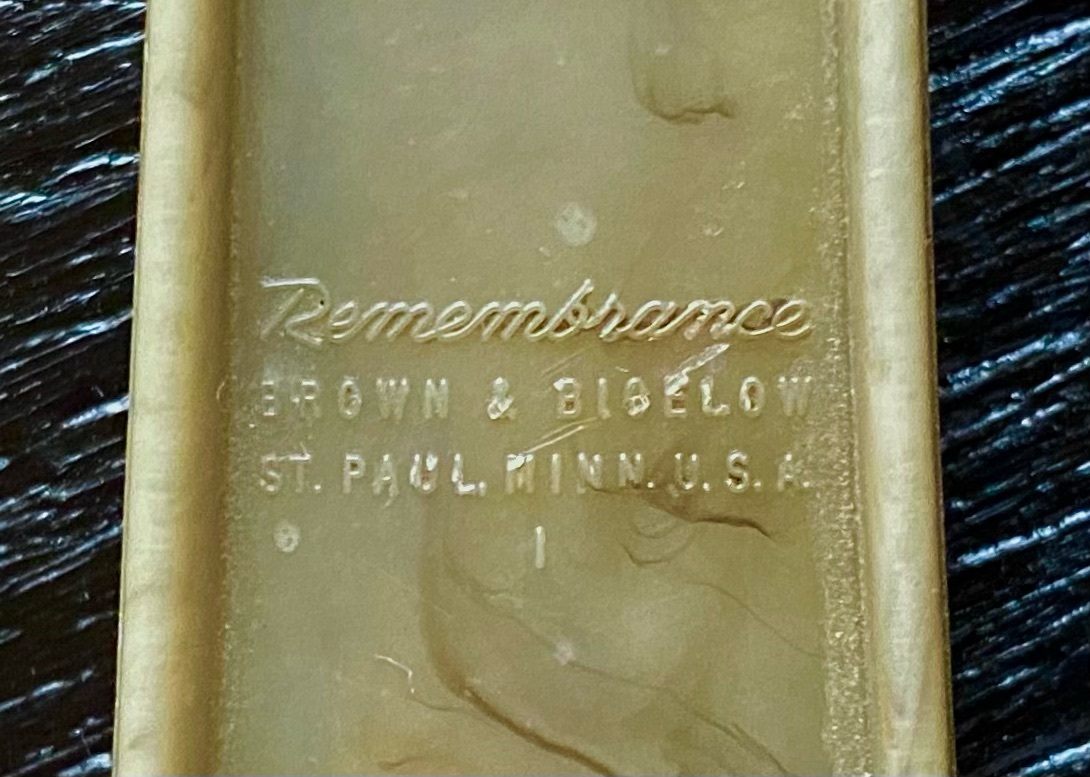 Remembrance
BROWN & BIGELOW
ST. PAUL, MINN. U.S.A.
1